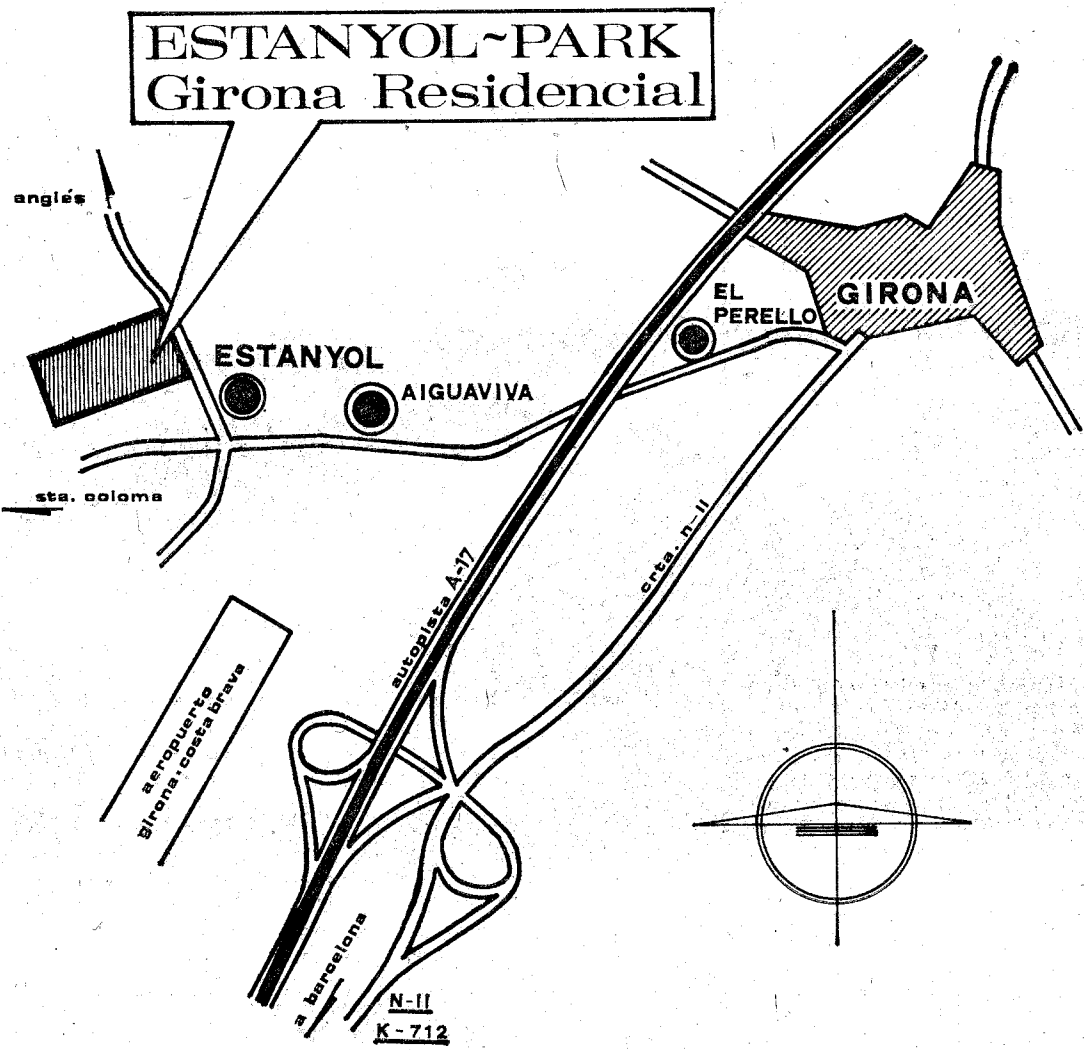 ESTANYOL~PARK
Girona Residencial
anglés
EL
PERELLO
GIRONA
ESTANYOL
AIGUAVIVA
sta. coloma
autopista A-17
crta. n-II
aeropuerto
girona-costa brava
a barcelona
N-II
K-712